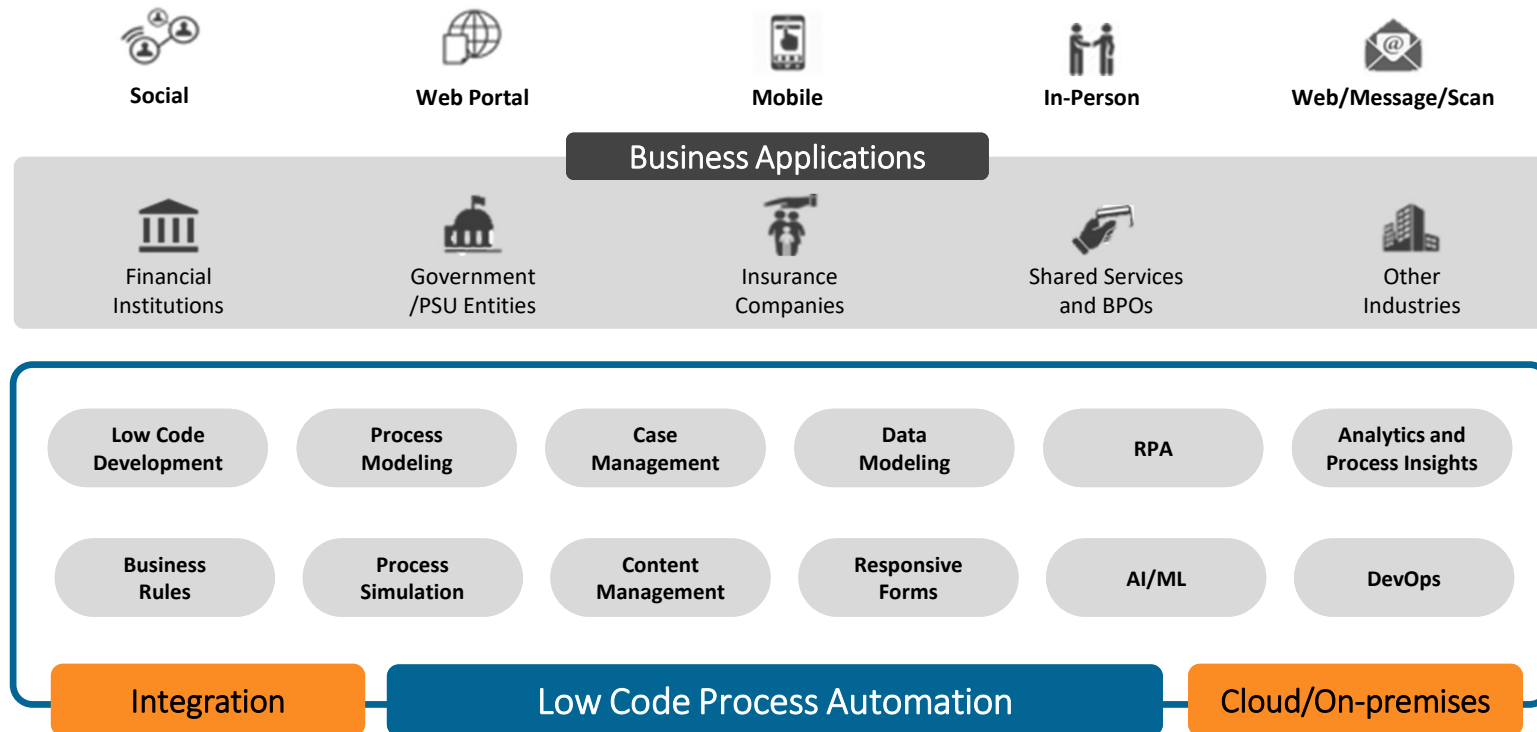 Social
Web Portal
Mobile
In-Person
Web/Message/Scan
Business Applications
Financial
Institutions
Government
/PSU Entities
Insurance
Companies
Shared Services
and BPOs
Other
Industries
Low Code
Development
Process
Modeling
Case
Management
Data
Modeling
RPA
Analytics and
Process Insights
Business
Rules
Process
Simulation
Content
Management
Responsive
Forms
AI/ML
DevOps
Integration
Low Code Process Automation
Cloud/On-premises